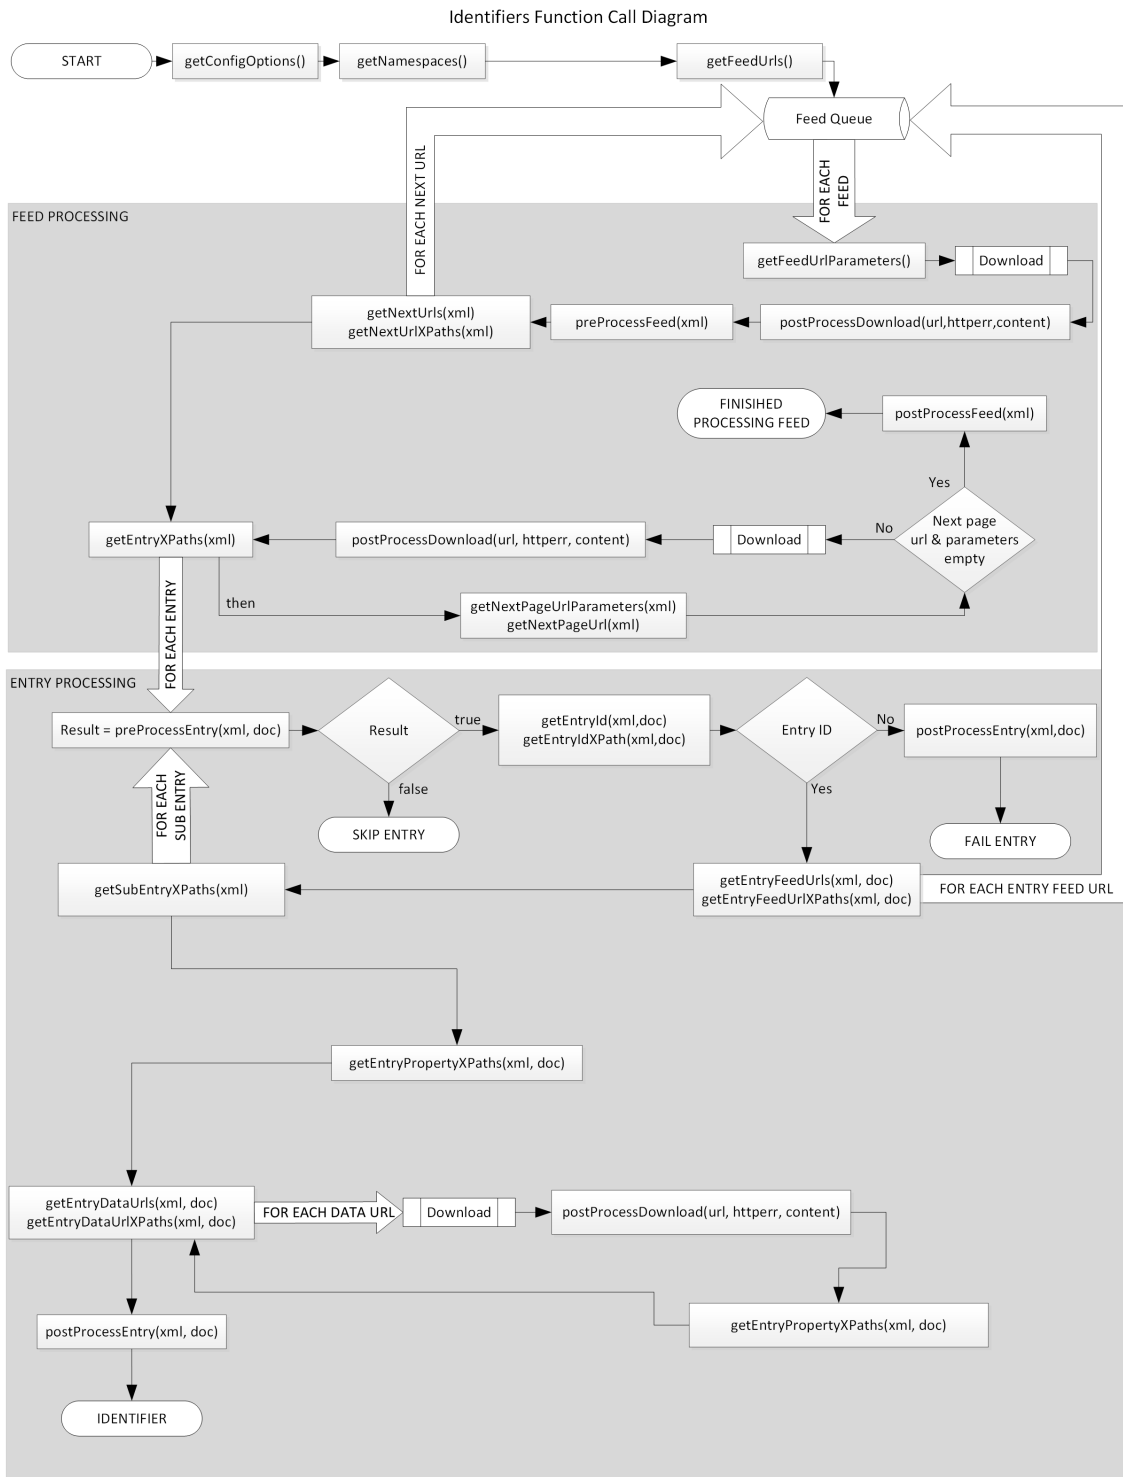 Identifiers Function Call Diagram
START
getConfigOptions()
getNamespaces()
getFeedUrls()
Feed Queue
FOR EACH NEXT URL
FOR EACH
FEED
FEED PROCESSING
getFeedUrlParameters()
Download
getNextUrls(xml)
getNextUrlXPaths(xml)
preProcessFeed(xml)
postProcessDownload(url,httperr,content)
FINISIHED
PROCESSING FEED
postProcessFeed(xml)
Yes
Next page
url & parameters
empty
No
Download
postProcessDownload(url, httperr, content)
getEntryXPaths(xml)
then
getNextPageUrlParameters(xml)
getNextPageUrl(xml)
FOR EACH ENTRY
ENTRY PROCESSING
Result = preProcessEntry(xml, doc)
Result
true
false
SKIP ENTRY
getEntryId(xml,doc)
getEntryIdXPath(xml,doc)
Entry ID
No
Yes
postProcessEntry(xml,doc)
FAIL ENTRY
FOR EACH
SUB ENTRY
getSubEntryXPaths(xml)
getEntryFeedUrls(xml, doc)
getEntryFeedUrlXPaths(xml, doc)
FOR EACH ENTRY FEED URL
getEntryPropertyXPaths(xml, doc)
getEntryDataUrls(xml, doc)
getEntryDataUrlXPaths(xml, doc)
FOR EACH DATA URL
Download
postProcessDownload(url, httperr, content)
getEntryPropertyXPaths(xml, doc)
postProcessEntry(xml, doc)
IDENTIFIER